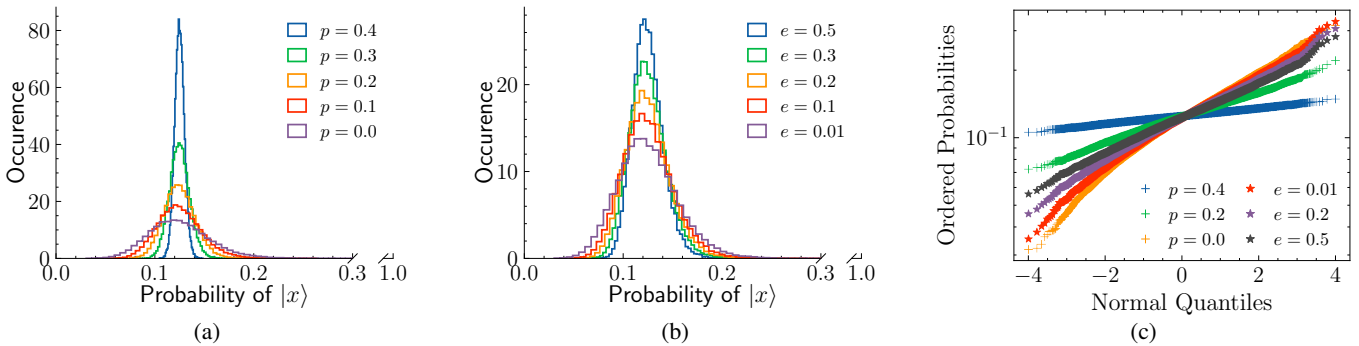 80
60
40
20
0
Occurence
p = 0.4
p = 0.3
p = 0.2
p = 0.1
p = 0.0
0.0 0.1 0.2 0.3 1.0
Probability of |x⟩
(a)
20
10
0
Occurence
e = 0.5
e = 0.3
e = 0.2
e = 0.1
e = 0.01
0.0 0.1 0.2 0.3 1.0
Probability of |x⟩
(b)
Ordered Probabilities
10⁻¹
p = 0.4 e = 0.01
p = 0.2 e = 0.2
p = 0.0 e = 0.5
−4 −2 0 2 4
Normal Quantiles
(c)